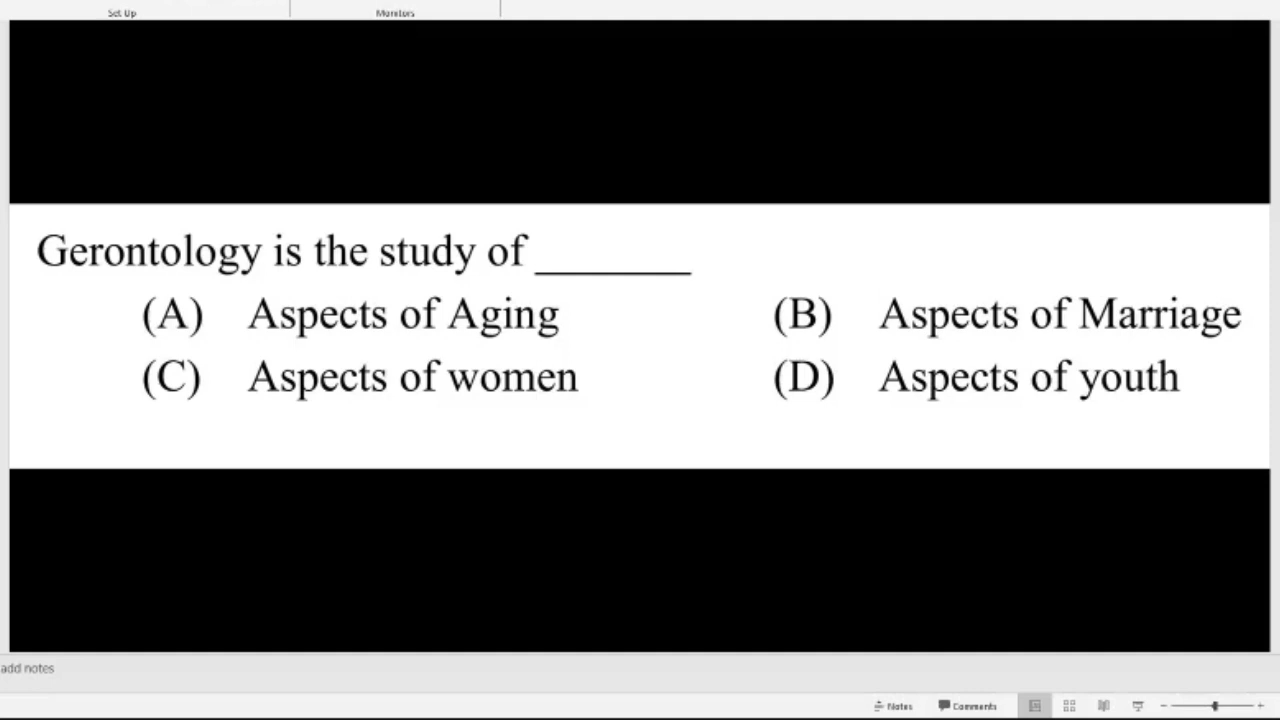 Set Up Monitors
Gerontology is the study of _______
(A) Aspects of Aging (B) Aspects of Marriage
(C) Aspects of women (D) Aspects of youth
add notes
Notes Comments